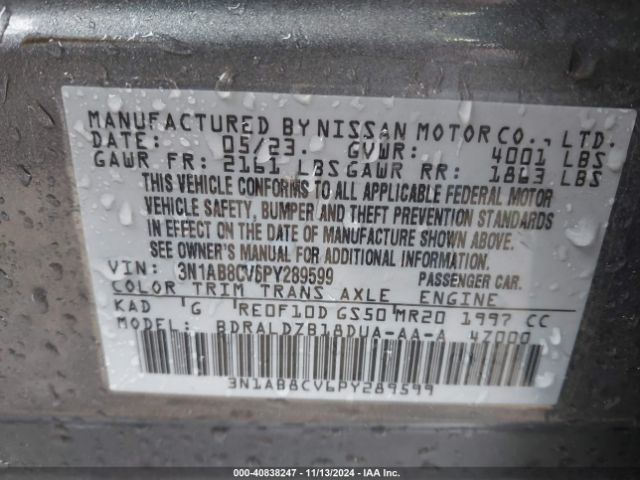 MANUFACTURED BY NISSAN MOTOR CO., LTD.
DATE: 05/23. GVWR: 4001 LBS
GAWR FR: 2161 LBS GAWR RR: 1863 LBS
THIS VEHICLE CONFORMS TO ALL APPLICABLE FEDERAL MOTOR
VEHICLE SAFETY, BUMPER AND THEFT PREVENTION STANDARDS
IN EFFECT ON THE DATE OF MANUFACTURE SHOWN ABOVE.
SEE OWNER'S MANUAL FOR ADDITIONAL INFORMATION.
VIN: 3N1AB8CV6PY289599 PASSENGER CAR.
COLOR TRIM TRANS AXLE ENGINE
KAD G RE0F10D GS50 MR20 1997 CC
MODEL: BDRALDZB18DUA-AA-A 4Z000
3N1AB8CV6PY289599
000-40838247 - 11/13/2024 - IAA Inc.